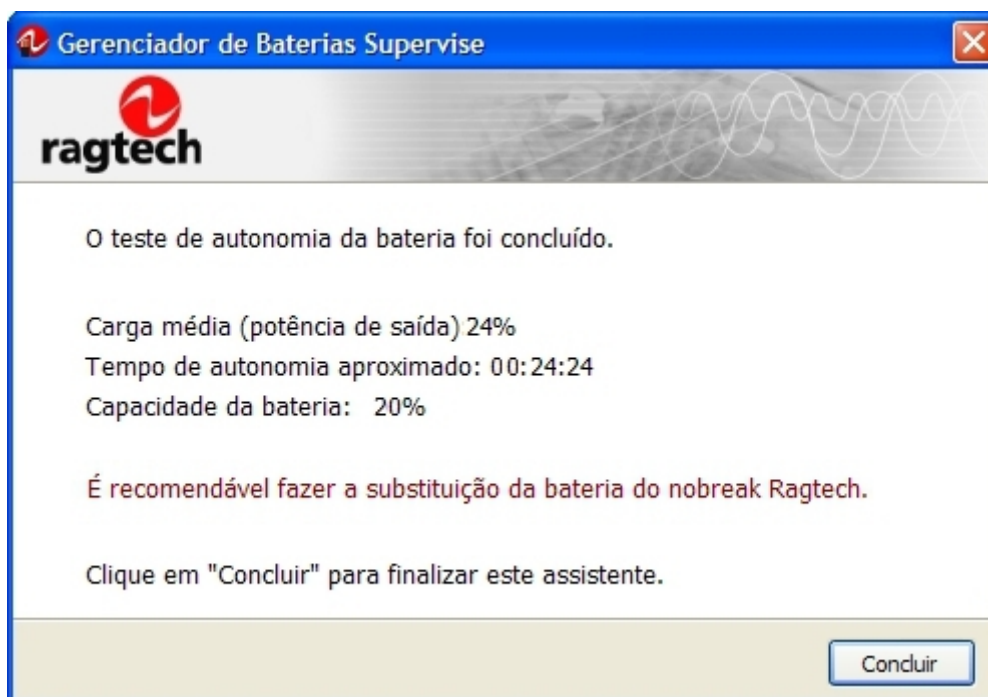 Gerenciador de Baterias Supervise
ragtech
O teste de autonomia da bateria foi concluído.
Carga média (potência de saída) 24%
Tempo de autonomia aproximado: 00:24:24
Capacidade da bateria: 20%
É recomendável fazer a substituição da bateria do nobreak Ragtech.
Clique em "Concluir" para finalizar este assistente.
Concluir